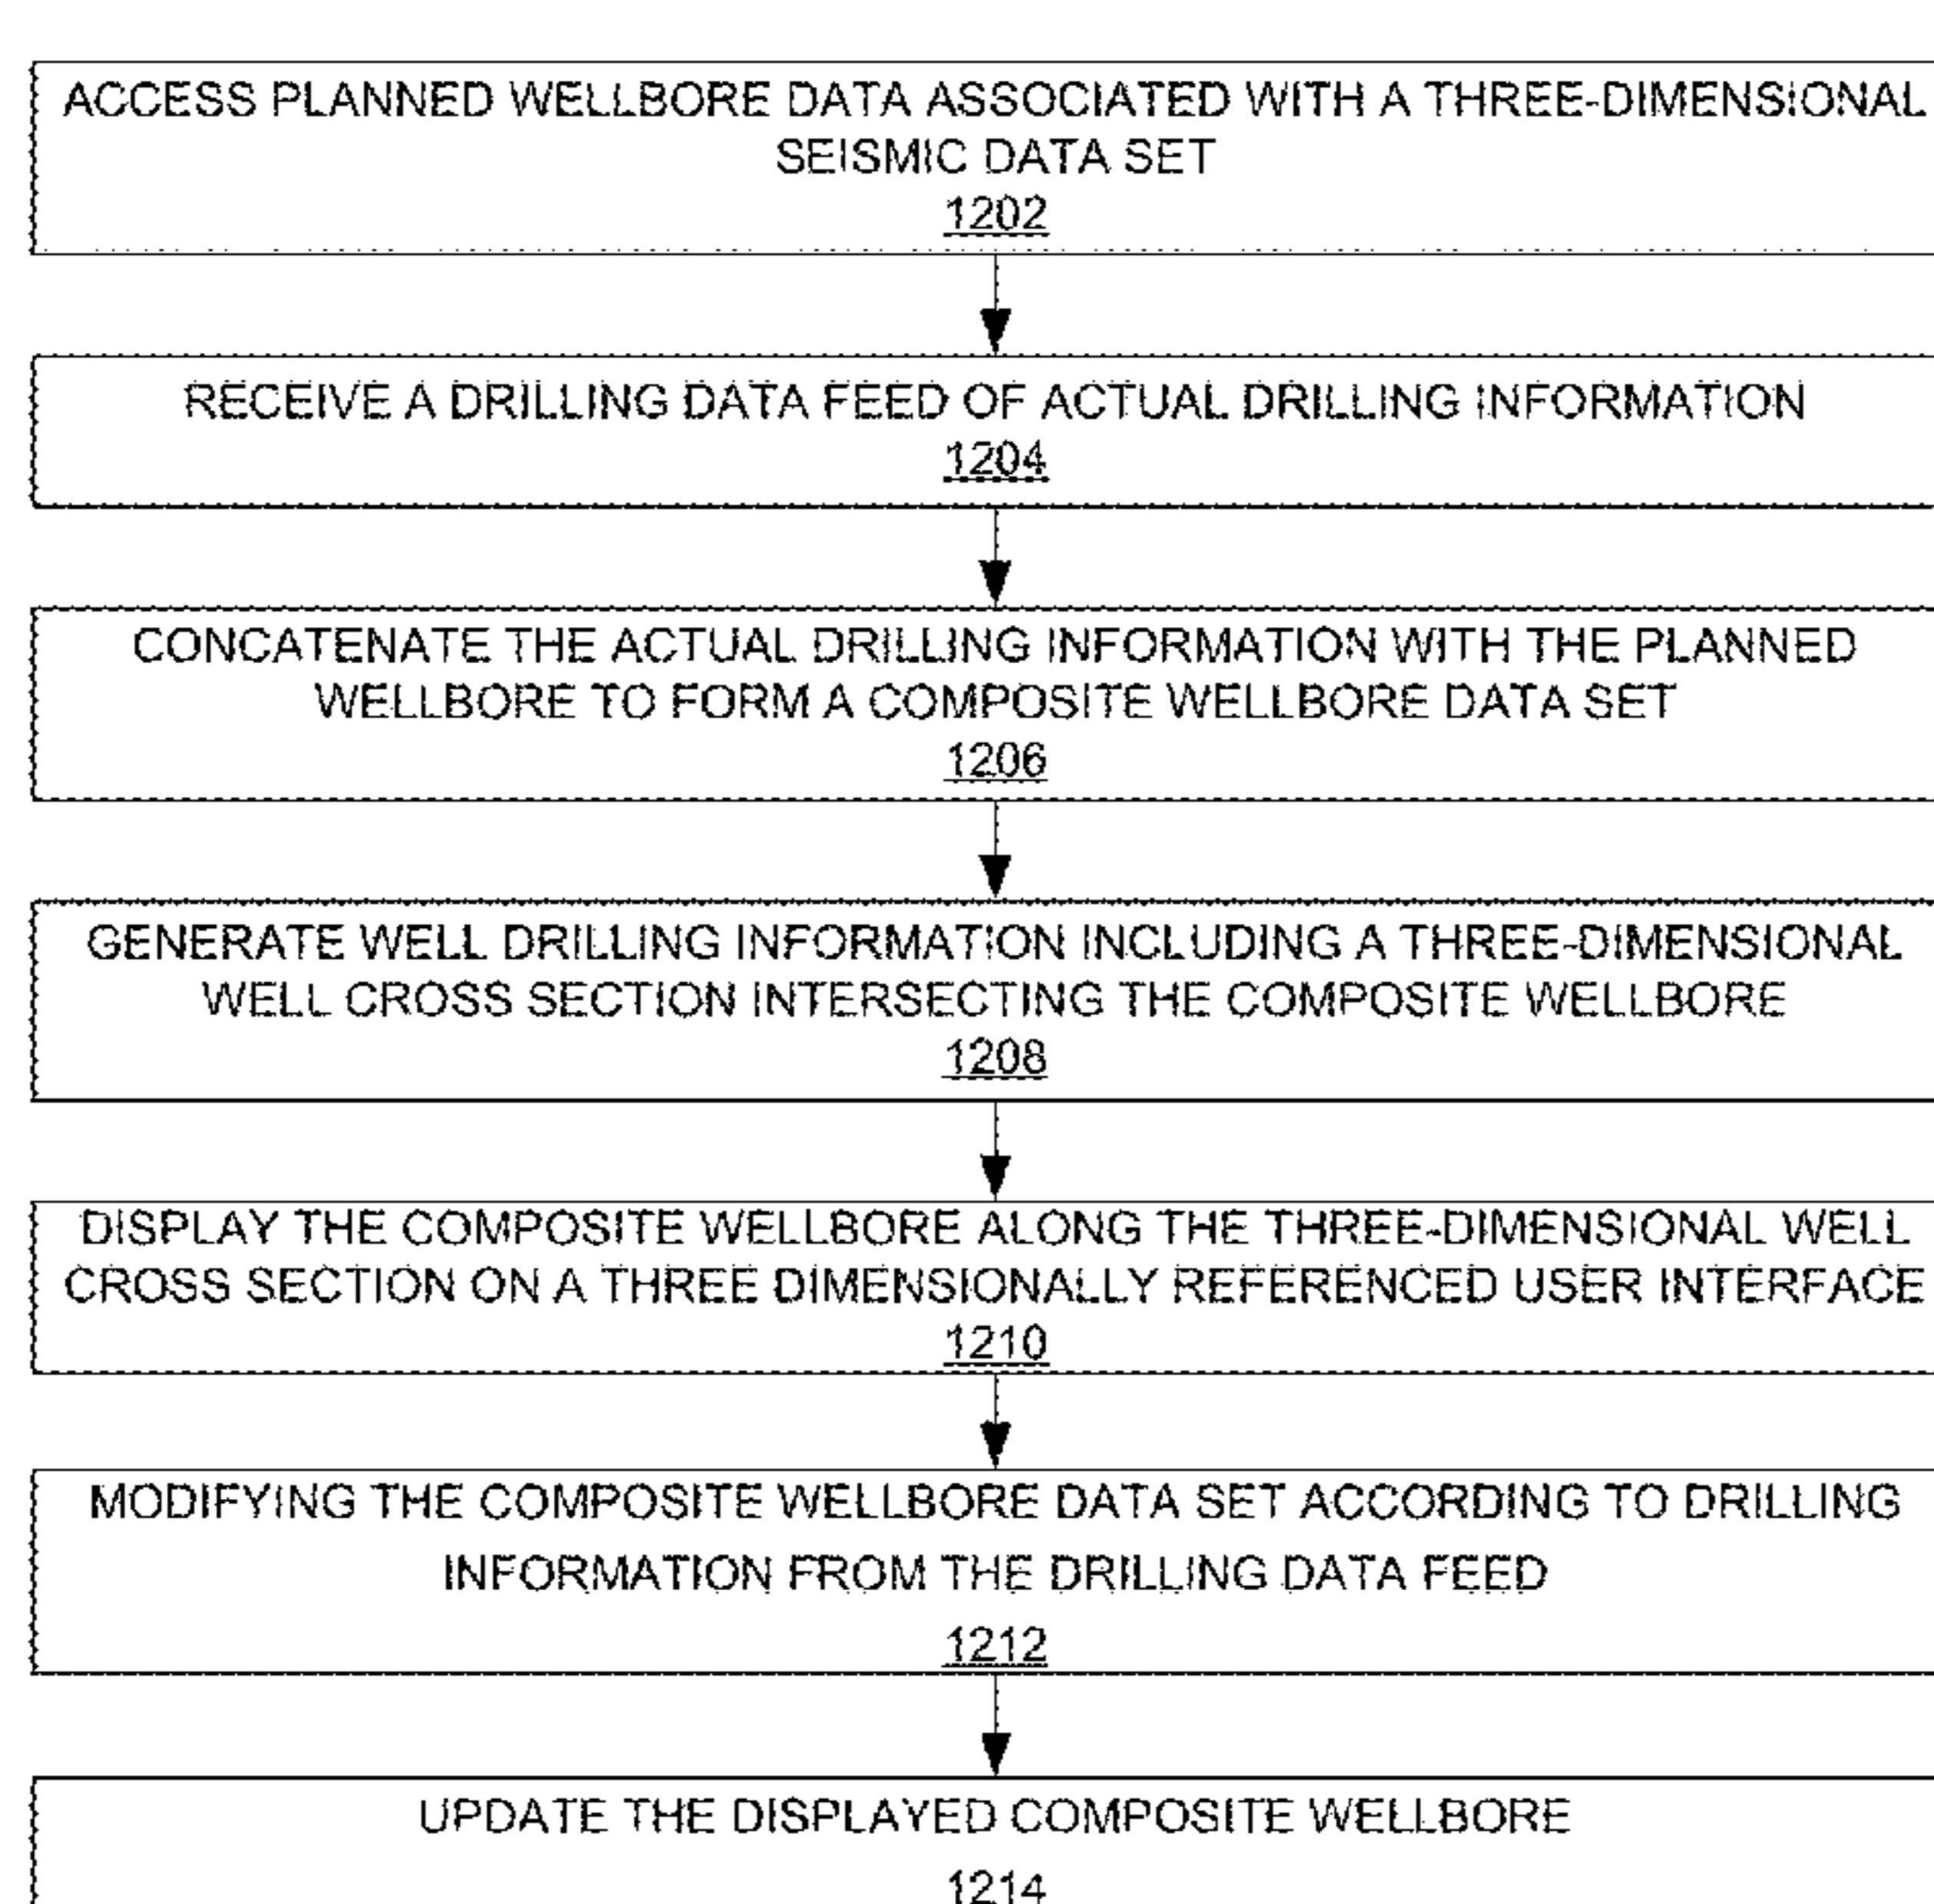 ACCESS PLANNED WELLBORE DATA ASSOCIATED WITH A THREE-DIMENSIONAL
SEISMIC DATA SET
1202
RECEIVE A DRILLING DATA FEED OF ACTUAL DRILLING INFORMATION
1204
CONCATENATE THE ACTUAL DRILLING INFORMATION WITH THE PLANNED
WELLBORE TO FORM A COMPOSITE WELLBORE DATA SET
1206
GENERATE WELL DRILLING INFORMATION INCLUDING A THREE-DIMENSIONAL
WELL CROSS SECTION INTERSECTING THE COMPOSITE WELLBORE
1208
DISPLAY THE COMPOSITE WELLBORE ALONG THE THREE-DIMENSIONAL WELL
CROSS SECTION ON A THREE DIMENSIONALLY REFERENCED USER INTERFACE
1210
MODIFYING THE COMPOSITE WELLBORE DATA SET ACCORDING TO DRILLING
INFORMATION FROM THE DRILLING DATA FEED
1212
UPDATE THE DISPLAYED COMPOSITE WELLBORE
1214